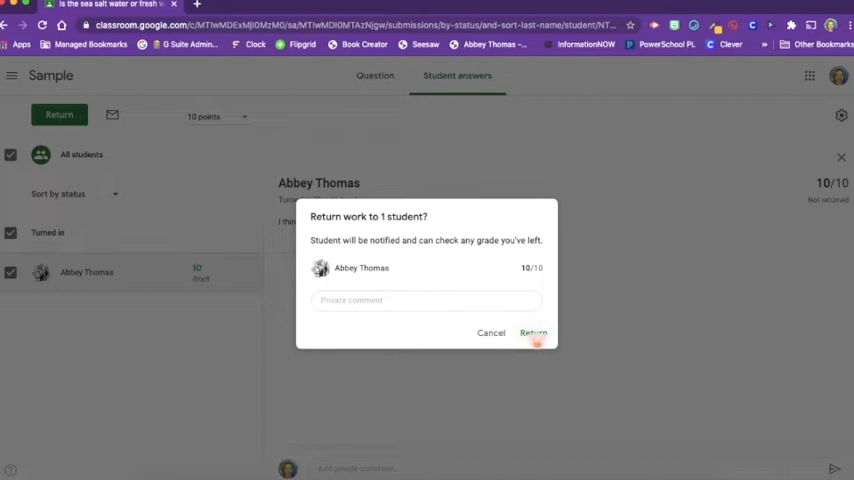 Is the sea salt water or fresh w
classroom.google.com/c/MTIwMDExMjI0MzM0/sa/MTIwMDI0MTAzNjgw/submissions/by-status/and-sort-last-name/student/NT...
Apps Managed Bookmarks G Suite Admin... Clock Flipgrid Book Creator Seesaw Abbey Thomas -... InformationNOW PowerSchool PL Clever » Other Bookmarks
Sample Question Student answers
Return 10 points
All students
Sort by status
Abbey Thomas 10/10
Not returned
Turned in
Abbey Thomas 10
Draft
Return work to 1 student?
Student will be notified and can check any grade you've left.
Abbey Thomas 10/10
Private comment
Cancel Return
Add private comment...